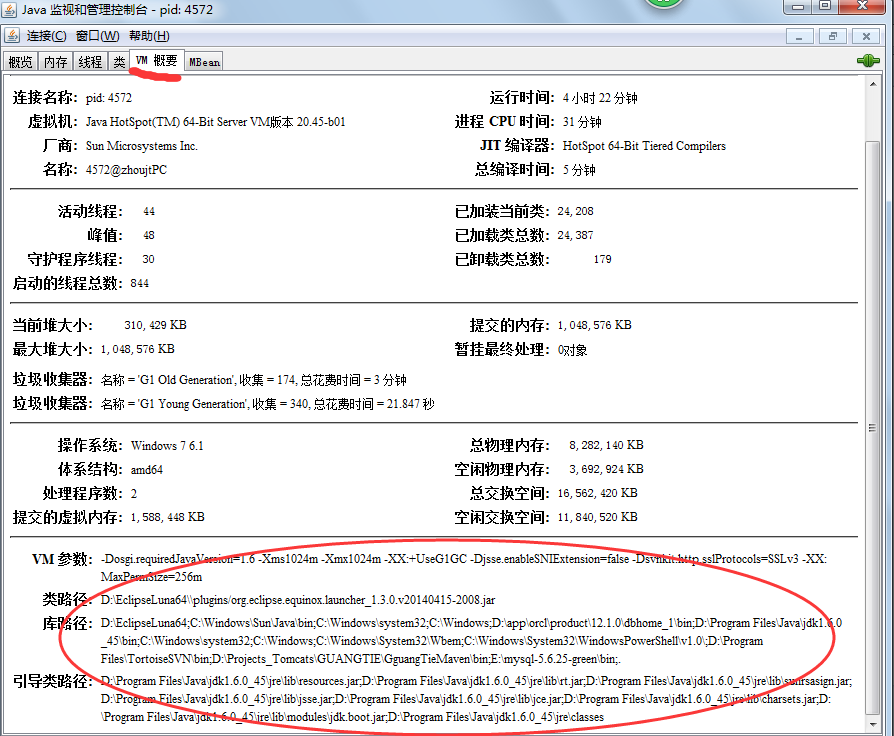 Java 监视和管理控制台 - pid: 4572
连接(C) 窗口(W) 帮助(H)
概览 内存 线程 类 VM 概要 MBean
连接名称: pid: 4572 运行时间: 4 小时 22 分钟
虚拟机: Java HotSpot(TM) 64-Bit Server VM版本 20.45-b01 进程 CPU 时间: 31 分钟
厂商: Sun Microsystems Inc. JIT 编译器: HotSpot 64-Bit Tiered Compilers
名称: 4572@zhoujtPC 总编译时间: 5 分钟
活动线程: 44 已加装当前类: 24,208
峰值: 48 已加载类总数: 24,387
守护程序线程: 30 已卸载类总数: 179
启动的线程总数: 844
当前堆大小: 310,429 KB 提交的内存: 1,048,576 KB
最大堆大小: 1,048,576 KB 暂挂最终处理: 0对象
垃圾收集器: 名称 = 'G1 Old Generation', 收集 = 174, 总花费时间 = 3 分钟
垃圾收集器: 名称 = 'G1 Young Generation', 收集 = 340, 总花费时间 = 21.847 秒
操作系统: Windows 7 6.1 总物理内存: 8,282,140 KB
体系结构: amd64 空闲物理内存: 3,692,924 KB
处理程序数: 2 总交换空间: 16,562,420 KB
提交的虚拟内存: 1,588,448 KB 空闲交换空间: 11,840,520 KB
VM 参数: -Dosgi.requiredJavaVersion=1.6 -Xms1024m -Xmx1024m -XX:+UseG1GC -Djsse.enableSNIExtension=false -Dsvnkit.http.sslProtocols=SSLv3 -XX:
MaxPermSize=256m
类路径: D:\EclipseLuna64\\plugins/org.eclipse.equinox.launcher_1.3.0.v20140415-2008.jar
库路径: D:\EclipseLuna64;C:\Windows\Sun\Java\bin;C:\Windows\system32;C:\Windows;D:\app\orcl\product\12.1.0\dbhome_1\bin;D:\Program Files\Java\jdk1.6.0
_45\bin;C:\Windows\system32;C:\Windows;C:\Windows\System32\Wbem;C:\Windows\System32\WindowsPowerShell\v1.0\;D:\Program
Files\TortoiseSVN\bin;D:\Projects_Tomcats\GUANGTIE\GguangTieMaven\bin;E:\mysql-5.6.25-green\bin;.
引导类路径: D:\Program Files\Java\jdk1.6.0_45\jre\lib\resources.jar;D:\Program Files\Java\jdk1.6.0_45\jre\lib\rt.jar;D:\Program Files\Java\jdk1.6.0_45\jre\lib\sunrsasign.jar;
D:\Program Files\Java\jdk1.6.0_45\jre\lib\jsse.jar;D:\Program Files\Java\jdk1.6.0_45\jre\lib\jce.jar;D:\Program Files\Java\jdk1.6.0_45\jre\lib\charsets.jar;D:
\Program Files\Java\jdk1.6.0_45\jre\lib\modules\jdk.boot.jar;D:\Program Files\Java\jdk1.6.0_45\jre\classes